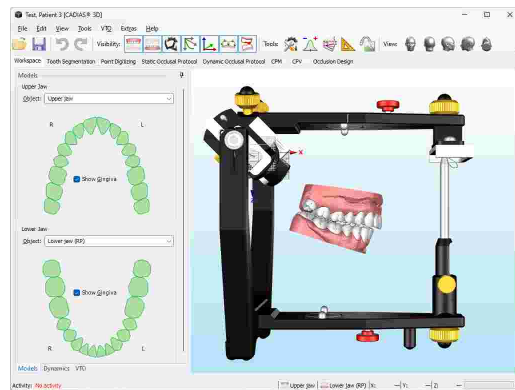 Test, Patient 3 [CADIAS® 3D]
File Edit View Tools VTO Extras Help
Visibility: Tools: View:
Workspace Tooth Segmentation Point Digitizing Static Occlusal Protocol Dynamic Occlusal Protocol CPM CPV Occlusion Design
Models
Upper Jaw
Object: Upper Jaw
R L
Show Gingiva
Lower Jaw
Object: Lower Jaw (RP)
Show Gingiva
R L
X
Models Dynamics VTO
Activity: No activity Upper Jaw Lower Jaw (RP) X: — Y: — Z: —